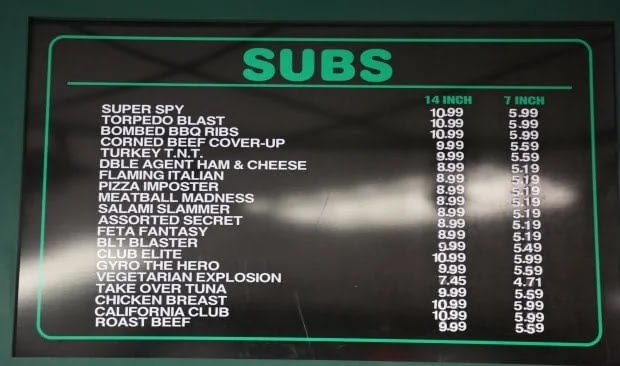 SUBS
14 INCH 7 INCH
SUPER SPY 10.99 5.99
TORPEDO BLAST 10.99 5.99
BOMBED BBQ RIBS 10.99 5.99
CORNED BEEF COVER-UP 9.99 5.59
TURKEY T.N.T. 9.99 5.59
DBLE AGENT HAM & CHEESE 8.99 5.19
FLAMING ITALIAN 8.99 5.19
PIZZA IMPOSTER 8.99 5.19
MEATBALL MADNESS 8.99 5.19
SALAMI SLAMMER 8.99 5.19
ASSORTED SECRET 8.99 5.19
FETA FANTASY 8.99 5.19
BLT BLASTER 9.99 5.49
CLUB ELITE 10.99 5.99
GYRO THE HERO 9.99 5.59
VEGETARIAN EXPLOSION 7.45 4.71
TAKE OVER TUNA 9.99 5.59
CHICKEN BREAST 10.99 5.99
CALIFORNIA CLUB 10.99 5.99
ROAST BEEF 9.99 5.59